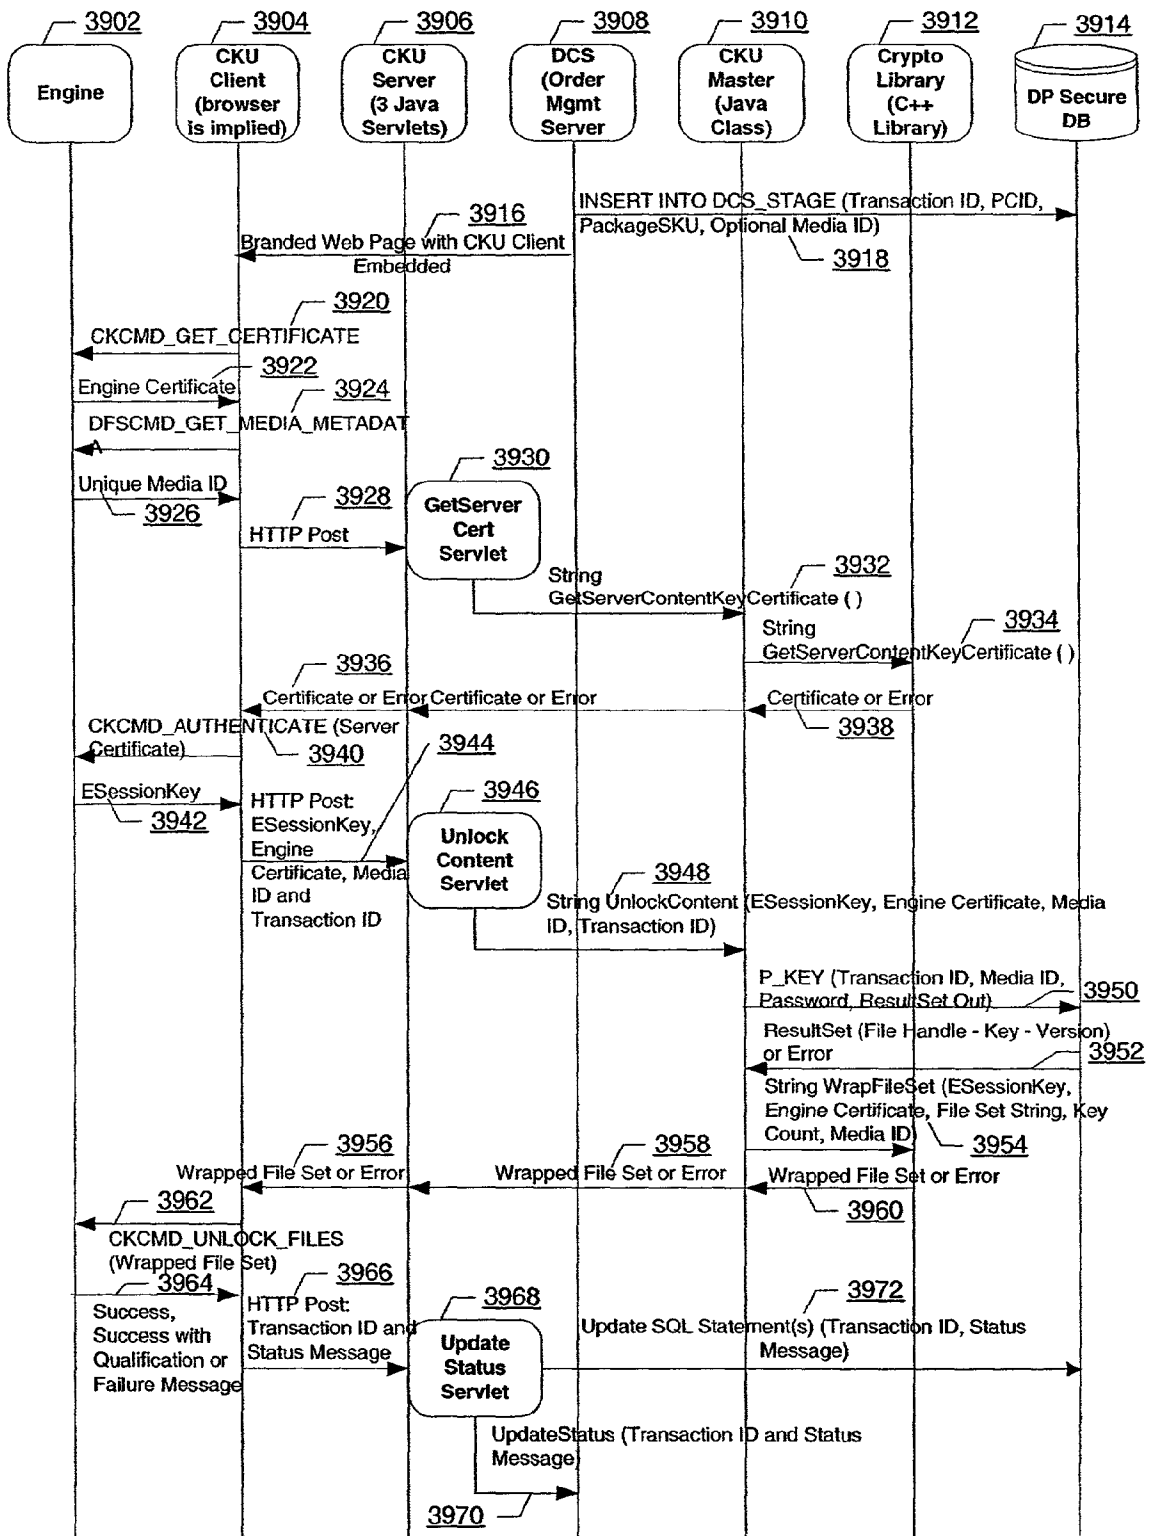 3902
3904
3906
3908
3910
3912
3914
Engine
CKU
Client
(browser
is implied)
CKU
Server
(3 Java
Servlets)
DCS
(Order
Mgmt
Server
CKU
Master
(Java
Class)
Crypto
Library
(C++
Library)
DP Secure
DB
INSERT INTO DCS_STAGE (Transaction ID, PCID,
PackageSKU, Optional Media ID)
3918
3916
Branded Web Page with CKU Client
Embedded
3920
CKCMD_GET_CERTIFICATE
3922
Engine Certificate
3924
DFSCMD_GET_MEDIA_METADAT
A
Unique Media ID
3926
3928
HTTP Post
3930
GetServer
Cert
Servlet
3932
String
GetServerContentKeyCertificate ( )
3934
String
GetServerContentKeyCertificate ( )
3936
Certificate or Error Certificate or Error
Certificate or Error
3938
CKCMD_AUTHENTICATE (Server
Certificate)
3940
3944
ESessionKey
3942
HTTP Post:
ESessionKey,
Engine
Certificate, Media
ID and
Transaction ID
3946
Unlock
Content
Servlet
3948
String UnlockContent (ESessionKey, Engine Certificate, Media
ID, Transaction ID)
P_KEY (Transaction ID, Media ID,
Password, ResultSet Out)
3950
ResultSet (File Handle - Key - Version)
or Error
3952
String WrapFileSet (ESessionKey,
Engine Certificate, File Set String, Key
Count, Media ID)
3954
3956
Wrapped File Set or Error
3958
Wrapped File Set or Error
Wrapped File Set or Error
3960
3962
CKCMD_UNLOCK_FILES
(Wrapped File Set)
3964
Success,
Success with
Qualification or
Failure Message
3966
HTTP Post:
Transaction ID and
Status Message
3968
Update
Status
Servlet
3972
Update SQL Statement(s) (Transaction ID, Status
Message)
UpdateStatus (Transaction ID and Status
Message)
3970